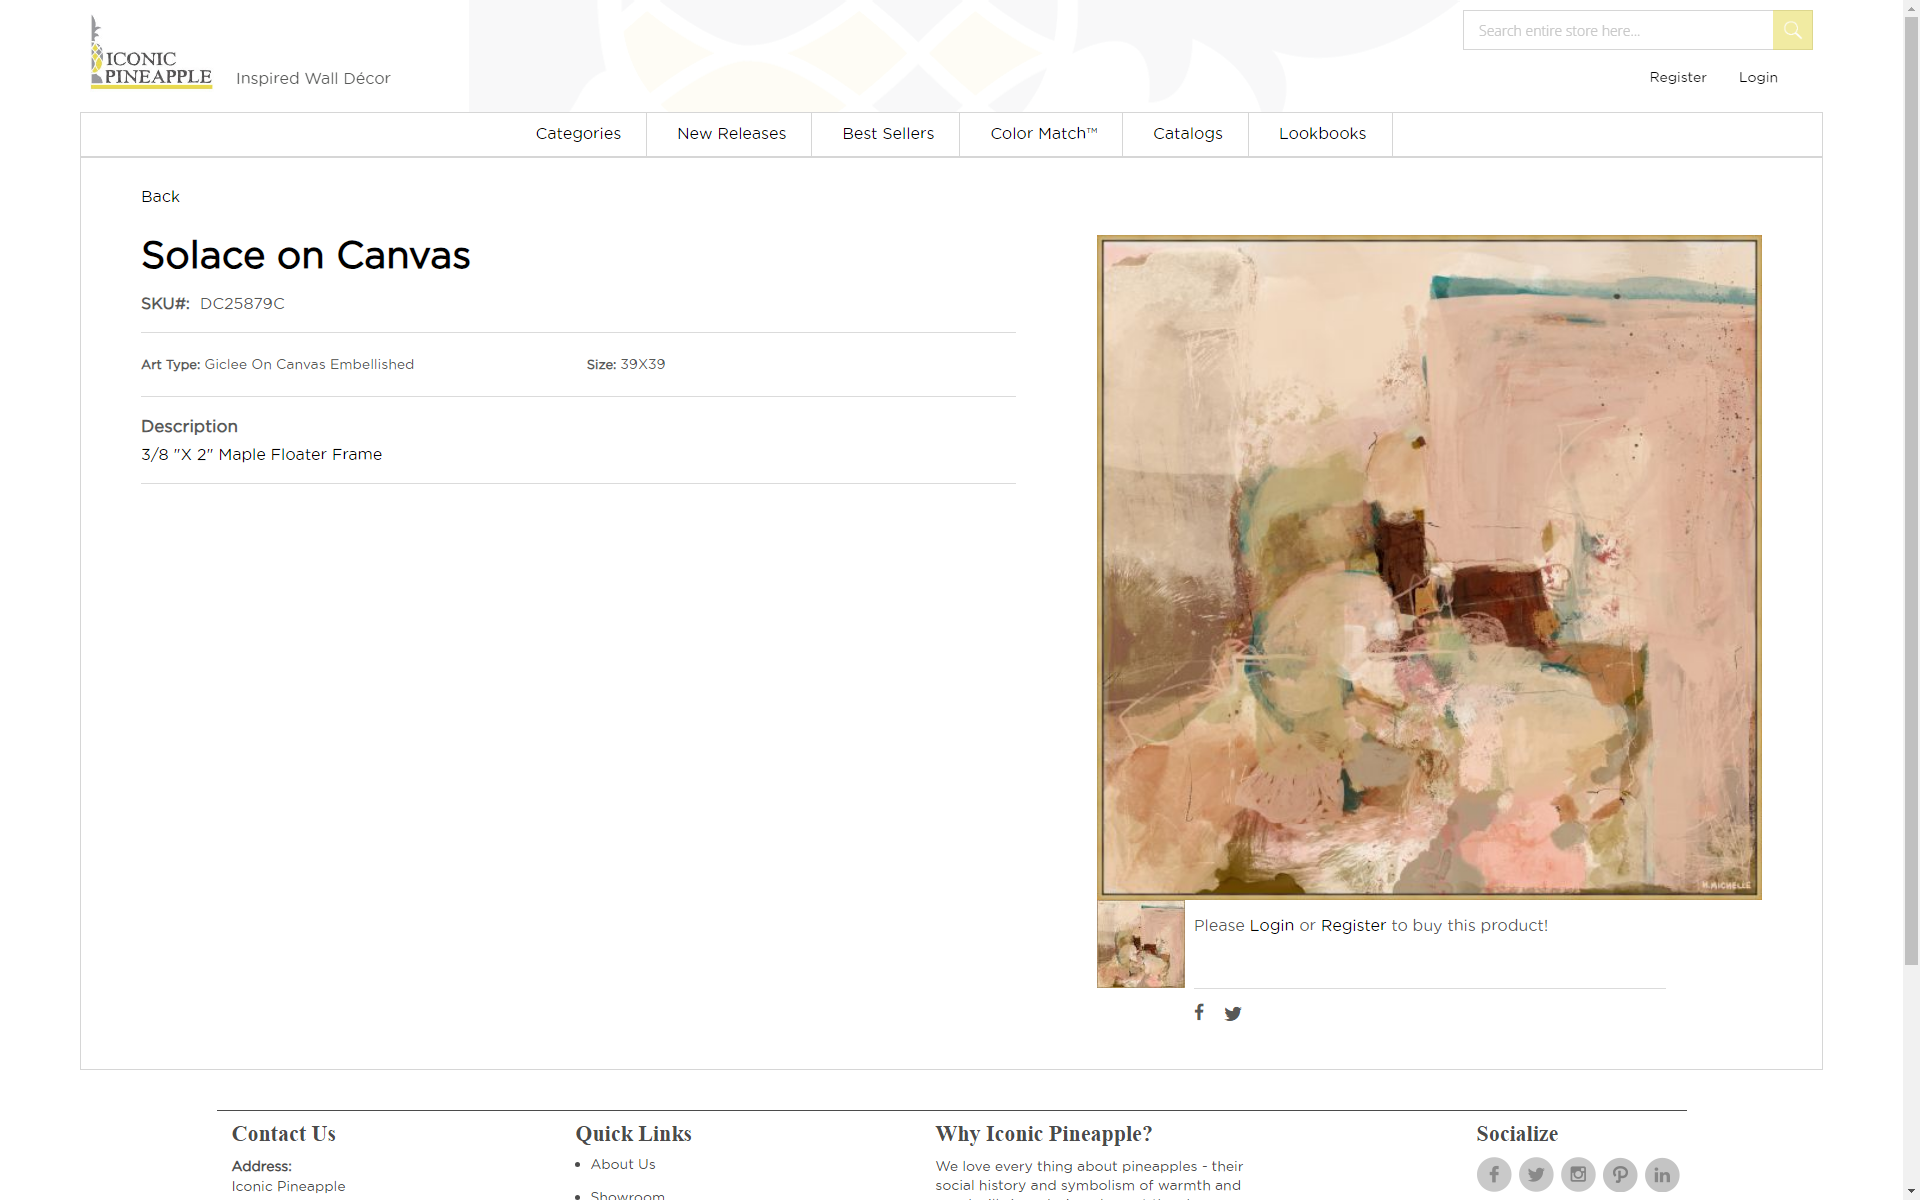 ICONIC
PINEAPPLE
Inspired Wall Décor
Search entire store here...
Register
Login
Categories
New Releases
Best Sellers
Color Match™
Catalogs
Lookbooks
Back
Solace on Canvas
SKU#: DC25879C
Art Type: Giclee On Canvas Embellished
Size: 39X39
Description
3/8 "X 2" Maple Floater Frame
H.MICHELLE
Please Login or Register to buy this product!
Contact Us
Address:
Iconic Pineapple
Quick Links
About Us
Showroom
Why Iconic Pineapple?
We love every thing about pineapples - their
social history and symbolism of warmth and
Socialize